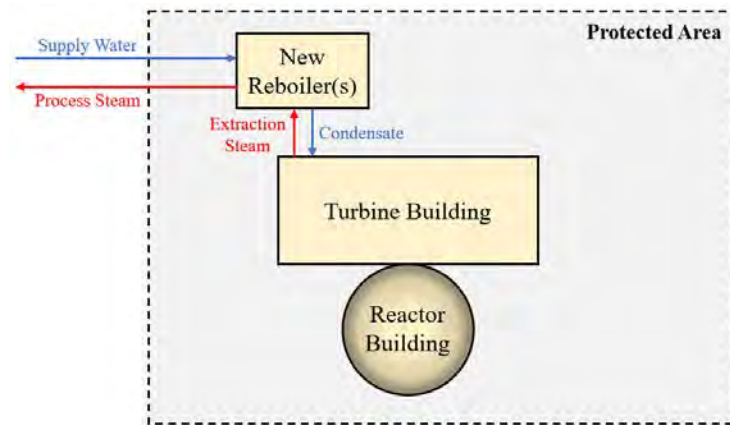 Protected Area
Supply Water
New
Reboiler(s)
Process Steam
Extraction
Steam
Condensate
Turbine Building
Reactor
Building